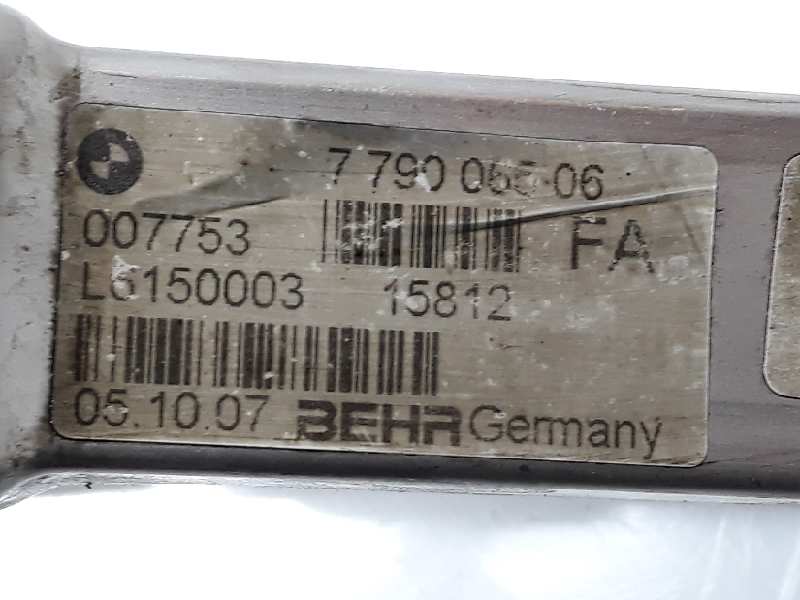 7 790 065-06
007753
FA
L6150003 15812
05.10.07 BEHR Germany